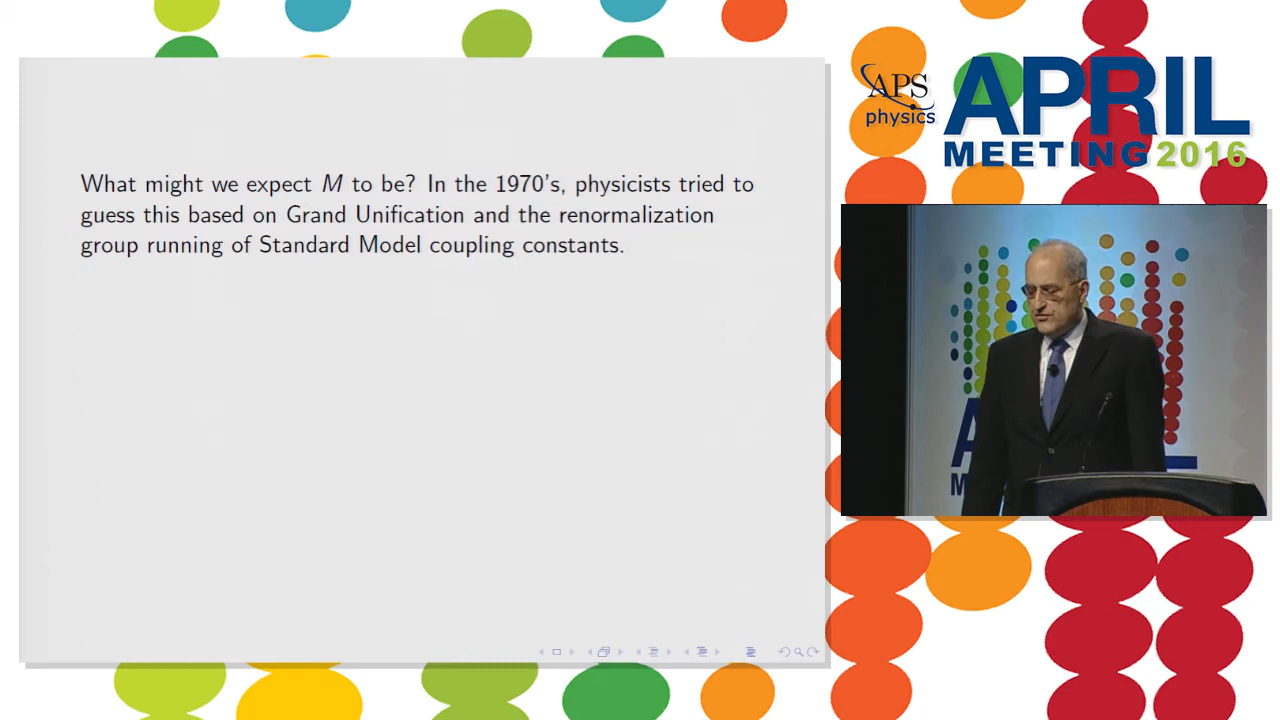 What might we expect M to be? In the 1970's, physicists tried to
guess this based on Grand Unification and the renormalization
group running of Standard Model coupling constants.
APS
physics
APRIL
MEETING 2016